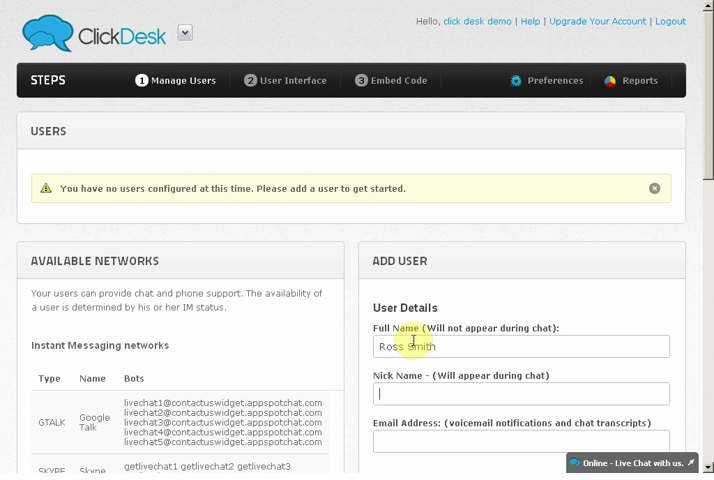 ClickDesk
Hello, click desk demo | Help | Upgrade Your Account | Logout
STEPS
1 Manage Users
2 User Interface
3 Embed Code
Preferences
Reports
USERS
You have no users configured at this time. Please add a user to get started.
AVAILABLE NETWORKS
Your users can provide chat and phone support. The availability of
a user is determined by his or her IM status.
Instant Messaging networks
Type Name Bots
GTALK
Google
Talk
livechat1@contactuswidget.appspotchat.com
livechat2@contactuswidget.appspotchat.com
livechat3@contactuswidget.appspotchat.com
livechat4@contactuswidget.appspotchat.com
livechat5@contactuswidget.appspotchat.com
SKYPE Skype getlivechat1 getlivechat2 getlivechat3
ADD USER
User Details
Full Name (Will not appear during chat):
Ross Smith
Nick Name - (Will appear during chat)
Email Address: (voicemail notifications and chat transcripts)
Online - Live Chat with us.